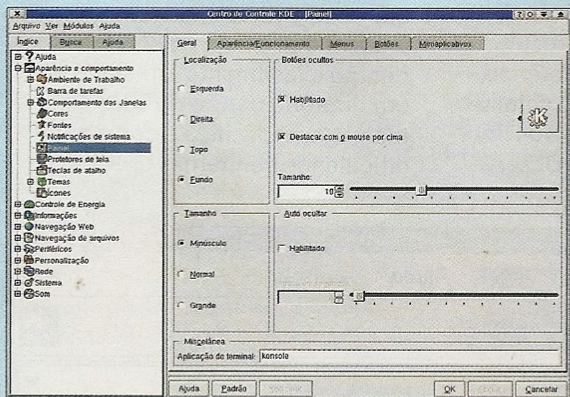 Centro de Controle KDE - [Painel]
Arquivo Ver Módulos Ajuda
Índice Busca Ajuda
Ajuda
Aparência e comportamento
Ambiente de Trabalho
Barra de tarefas
Comportamento das Janelas
Cores
Fontes
Notificações de sistema
Painel
Protetores de tela
Teclas de atalho
Temas
Ícones
Controle de Energia
Informações
Navegação Web
Navegação de arquivos
Periféricos
Personalização
Rede
Sistema
Som
Geral Aparência/Funcionamento Menus Botões Miniaplicativos
Localização
Esquerda
Direita
Topo
Fundo
Botões ocultos
Habilitado
Destacar com o mouse por cima
Tamanho:
10
Tamanho
Minúsculo
Normal
Grande
Auto ocultar
Habilitado
Miscelânea
Aplicação de terminal: konsole
Ajuda Padrão OK Cancelar